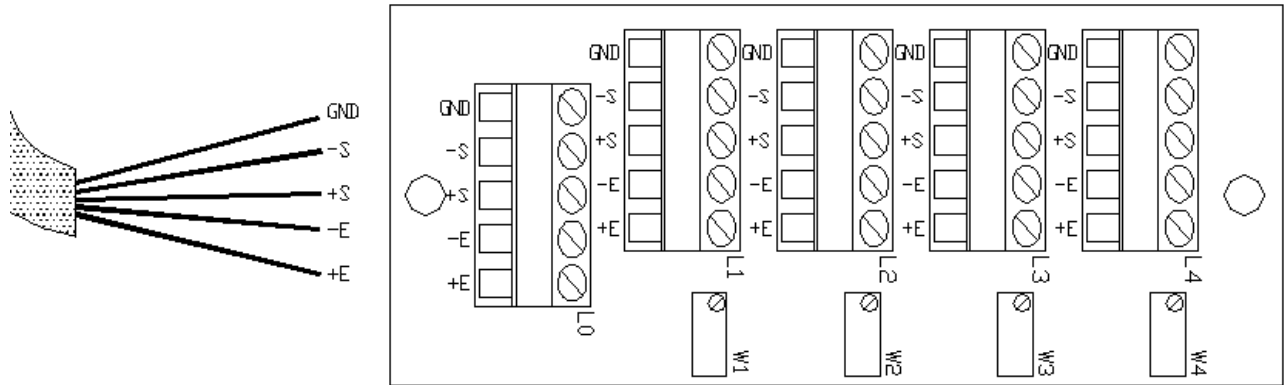 GND
-S
+S
-E
+E
GND
-S
+S
-E
+E
L0
GND
-S
+S
-E
+E
L1
GND
-S
+S
-E
+E
L2
GND
-S
+S
-E
+E
L3
GND
-S
+S
-E
+E
L4
W1
W2
W3
W4